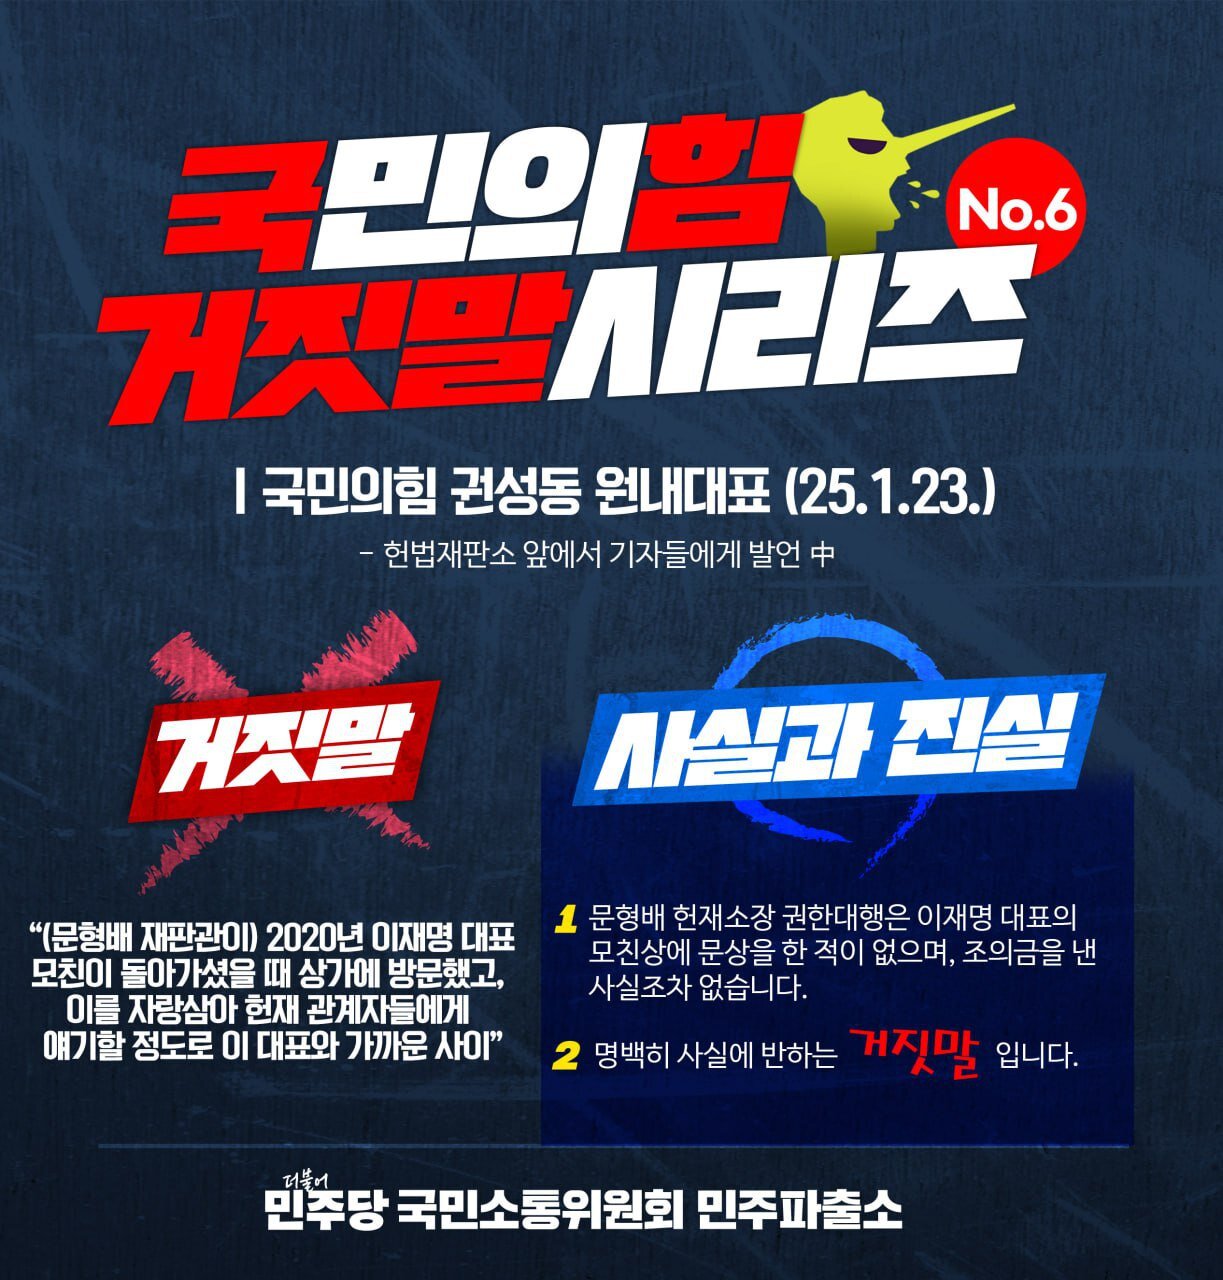 국민의힘
No.6
거짓말시리즈
| 국민의힘 권성동 원내대표 (25.1.23.)
- 헌법재판소 앞에서 기자들에게 발언 中
거짓말
“(문형배 재판관이) 2020년 이재명 대표
모친이 돌아가셨을 때 상가에 방문했고,
이를 자랑삼아 헌재 관계자들에게
얘기할 정도로 이 대표와 가까운 사이”
사실과 진실
1 문형배 헌재소장 권한대행은 이재명 대표의
모친상에 문상을 한 적이 없으며, 조의금을 낸
사실조차 없습니다.
2 명백히 사실에 반하는 거짓말 입니다.
더불어
민주당 국민소통위원회 민주파출소